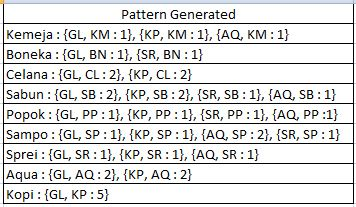 Pattern Generated
Kemeja : {GL, KM : 1}, {KP, KM : 1}, {AQ, KM : 1}
Boneka : {GL, BN : 1}, {SR, BN : 1}
Celana : {GL, CL : 2}, {KP, CL : 2}
Sabun : {GL, SB : 2}, {KP, SB : 2}, {SR, SB : 1}, {AQ, SB : 1}
Popok : {GL, PP : 1}, {KP, PP : 1}, {SR, PP : 1}, {AQ, PP :1}
Sampo : {GL, SP : 1}, {KP, SP : 1}, {AQ, SP : 2}, {SR, SP : 1}
Sprei : {GL, SR : 1}, {KP, SR : 1}, {AQ, SR : 1}
Aqua : {GL, AQ : 2}, {KP, AQ : 2}
Kopi : {GL, KP : 5}